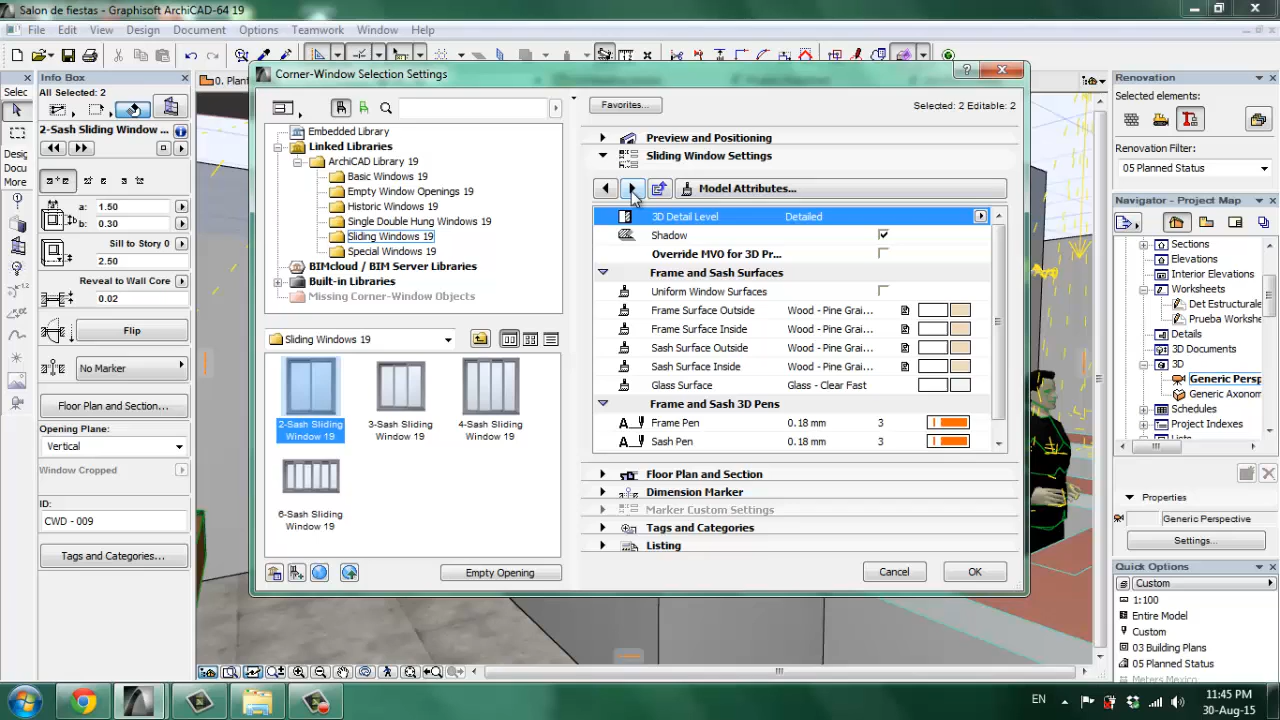 Salon de fiestas - Graphisoft ArchiCAD-64 19
File Edit View Design Document Options Teamwork Window Help
Info Box
Selec
All Selected: 2
2-Sash Sliding Window ...
Desig
Docu
More
a: 1.50
b: 0.30
Sill to Story 0
2.50
Reveal to Wall Core
0.02
Flip
No Marker
Floor Plan and Section...
Opening Plane:
Vertical
Window Cropped
ID:
CWD - 009
Tags and Categories...
0. Plant
Corner-Window Selection Settings
Embedded Library
Linked Libraries
ArchiCAD Library 19
Basic Windows 19
Empty Window Openings 19
Historic Windows 19
Single Double Hung Windows 19
Sliding Windows 19
Special Windows 19
BIMcloud / BIM Server Libraries
Built-in Libraries
Missing Corner-Window Objects
Sliding Windows 19
2-Sash Sliding Window 19
3-Sash Sliding Window 19
4-Sash Sliding Window 19
6-Sash Sliding Window 19
Empty Opening
Favorites...
Selected: 2 Editable: 2
Preview and Positioning
Sliding Window Settings
Model Attributes...
3D Detail Level Detailed
Shadow
Override MVO for 3D Pr...
Frame and Sash Surfaces
Uniform Window Surfaces
Frame Surface Outside Wood - Pine Grai...
Frame Surface Inside Wood - Pine Grai...
Sash Surface Outside Wood - Pine Grai...
Sash Surface Inside Wood - Pine Grai...
Glass Surface Glass - Clear Fast
Frame and Sash 3D Pens
Frame Pen 0.18 mm 3
Sash Pen 0.18 mm 3
Floor Plan and Section
Dimension Marker
Marker Custom Settings
Tags and Categories
Listing
Cancel
OK
Renovation
Selected elements:
Renovation Filter:
05 Planned Status
Navigator - Project Map
Sections
Elevations
Interior Elevations
Worksheets
Det Estructurale
Prueba Workshe
Details
3D Documents
3D
Generic Persp
Generic Axonom
Schedules
Project Indexes
Lists
Properties
Generic Perspective
Settings...
Quick Options
Custom
1:100
Entire Model
Custom
03 Building Plans
05 Planned Status
Meters Mexico
EN
11:45 PM
30-Aug-15